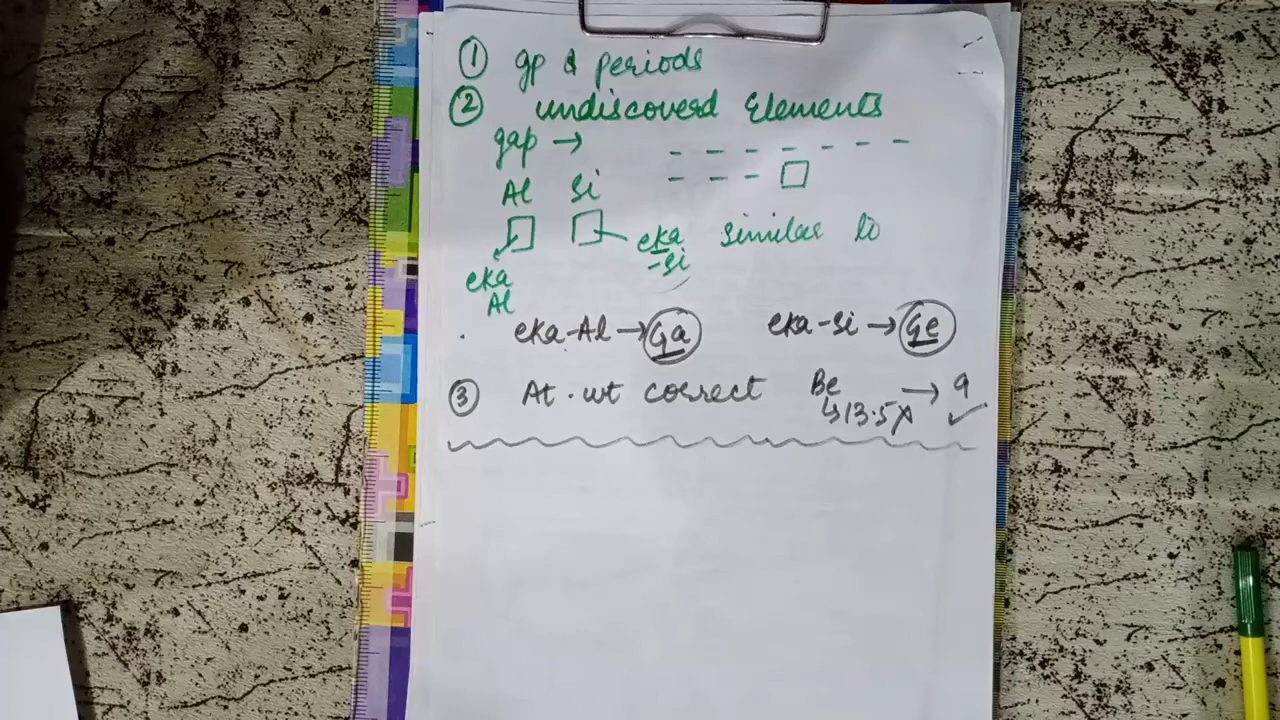 ① gp & periods
② undiscoverd Elements
gap →
Al Si
eka Similar to
-Si
eka
Al
eka-Al → Ga eka-Si → Ge
③ At. wt correct Be → 9 ✓
↳13.5 X